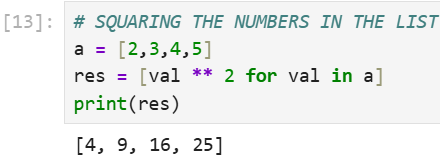 [13]: # SQUARING THE NUMBERS IN THE LIST
a = [2,3,4,5]
res = [val ** 2 for val in a]
print(res)
[4, 9, 16, 25]